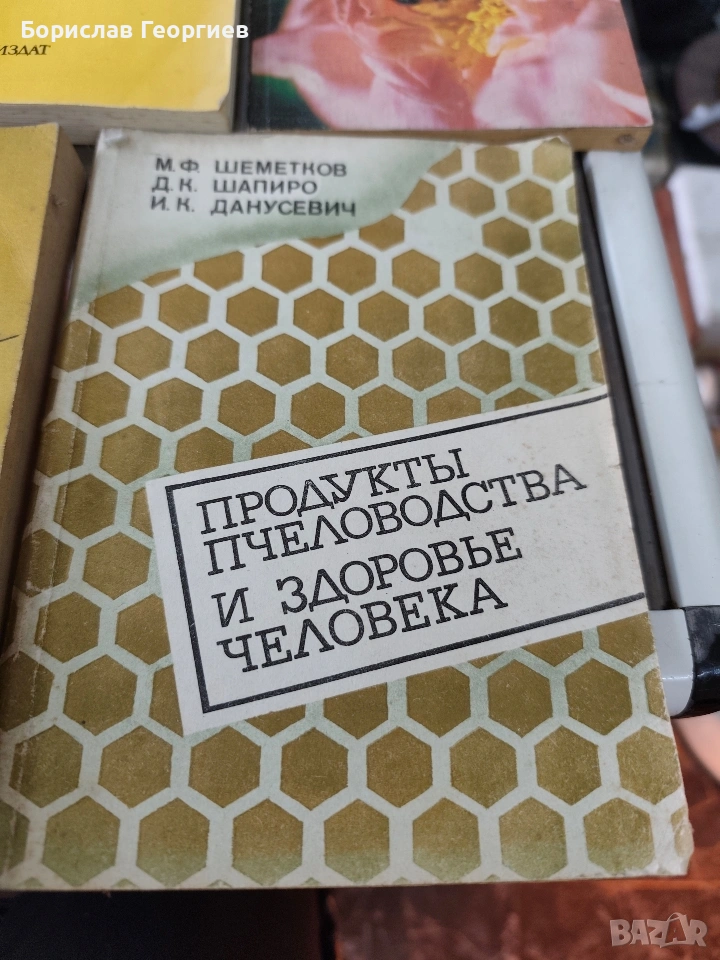 Борислав Георгиев
ИЗДАТ
М.Ф. ШЕМЕТКОВ
Д.К. ШАПИРО
И.К. ДАНУСЕВИЧ
ПРОДУКТЫ
ПЧЕЛОВОДСТВА
И ЗДОРОВЬЕ
ЧЕЛОВЕКА
BAZAR